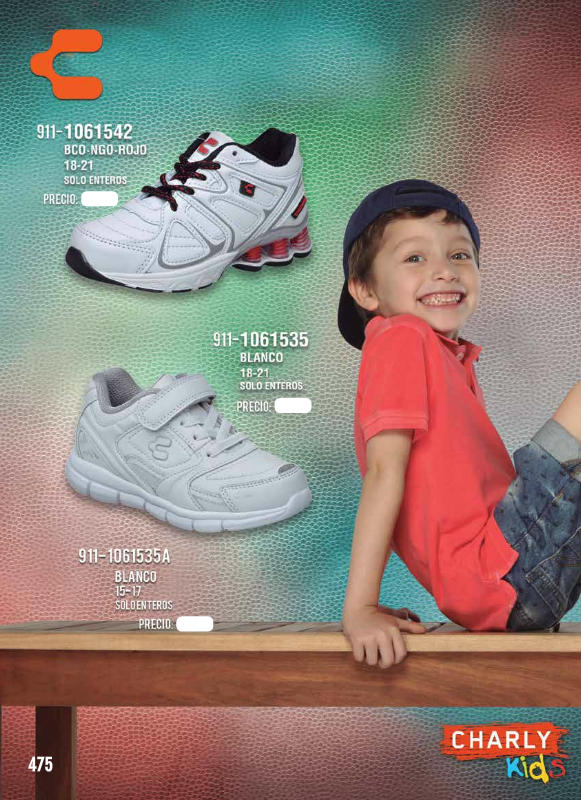 911-1061542
BCO-NGO-ROJO
18-21
SOLO ENTEROS
PRECIO:
911-1061535
BLANCO
18-21
SOLO ENTEROS
PRECIO:
911-1061535A
BLANCO
15-17
SOLO ENTEROS
PRECIO:
475
CHARLY
Kids